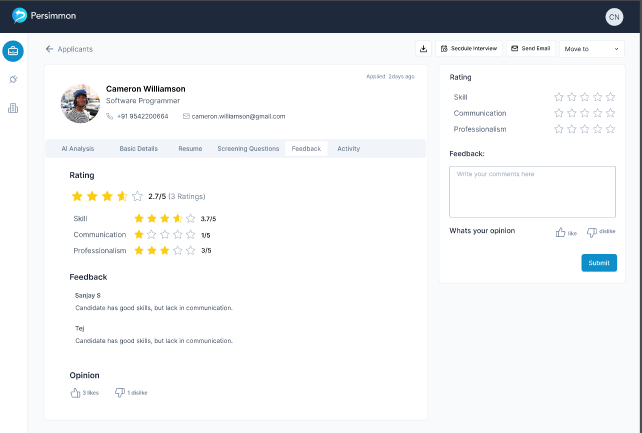 Persimmon
CN
Applicants
Secdule Interview
Send Email
Move to
Applied 2days ago
Cameron Williamson
Software Programmer
+91 9542200664
cameron.williamson@gmail.com
AI Analysis
Basic Details
Resume
Screening Questions
Feedback
Activity
Rating
2.7/5 (3 Ratings)
Skill
3.7/5
Communication
1/5
Professionalism
3/5
Feedback
Sanjay S
Candidate has good skills, but lack in communication.
Tej
Candidate has good skills, but lack in communication.
Opinion
3 likes
1 dislike
Rating
Skill
Communication
Professionalism
Feedback:
Write your comments here
Whats your opinion
like
dislike
Submit